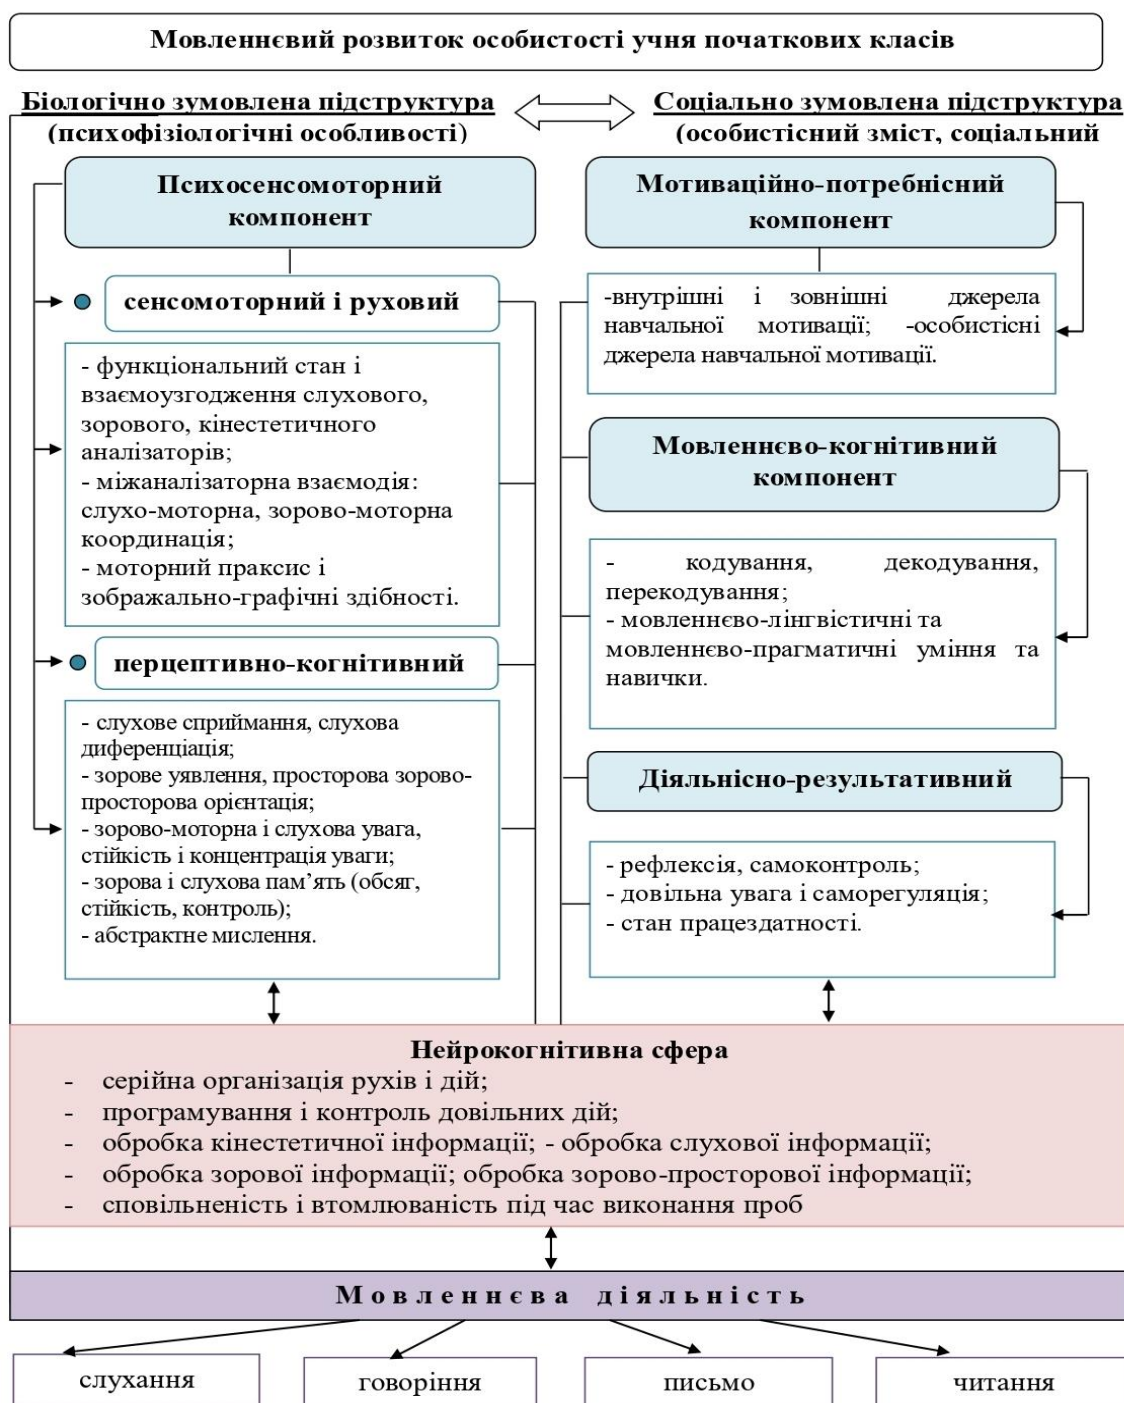 Мовленнєвий розвиток особистості учня початкових класів
Біологічно зумовлена підструктура
(психофізіологічні особливості)
Соціально зумовлена підструктура
(особистісний зміст, соціальний
Психосенсомоторний
компонент
сенсомоторний і руховий
- функціональний стан і
взаємоузгодження слухового,
зорового, кінестетичного
аналізаторів;
- міжаналізаторна взаємодія:
слухо-моторна, зорово-моторна
координація;
- моторний праксис і
зображально-графічні здібності.
перцептивно-когнітивний
- слухове сприймання, слухова
диференціація;
- зорове уявлення, просторова зорово-
просторова орієнтація;
- зорово-моторна і слухова увага,
стійкість і концентрація уваги;
- зорова і слухова пам’ять (обсяг,
стійкість, контроль);
- абстрактне мислення.
Мотиваційно-потребнісний
компонент
-внутрішні і зовнішні джерела
навчальної мотивації; -особистісні
джерела навчальної мотивації.
Мовленнєво-когнітивний
компонент
- кодування, декодування,
перекодування;
- мовленнєво-лінгвістичні та
мовленнєво-прагматичні уміння та
навички.
Діяльнісно-результативний
- рефлексія, самоконтроль;
- довільна увага і саморегуляція;
- стан працездатності.
Нейрокогнітивна сфера
- серійна організація рухів і дій;
- програмування і контроль довільних дій;
- обробка кінестетичної інформації; - обробка слухової інформації;
- обробка зорової інформації; обробка зорово-просторової інформації;
- сповільненість і втомлюваність під час виконання проб
Мовленнєва діяльність
слухання
говоріння
письмо
читання